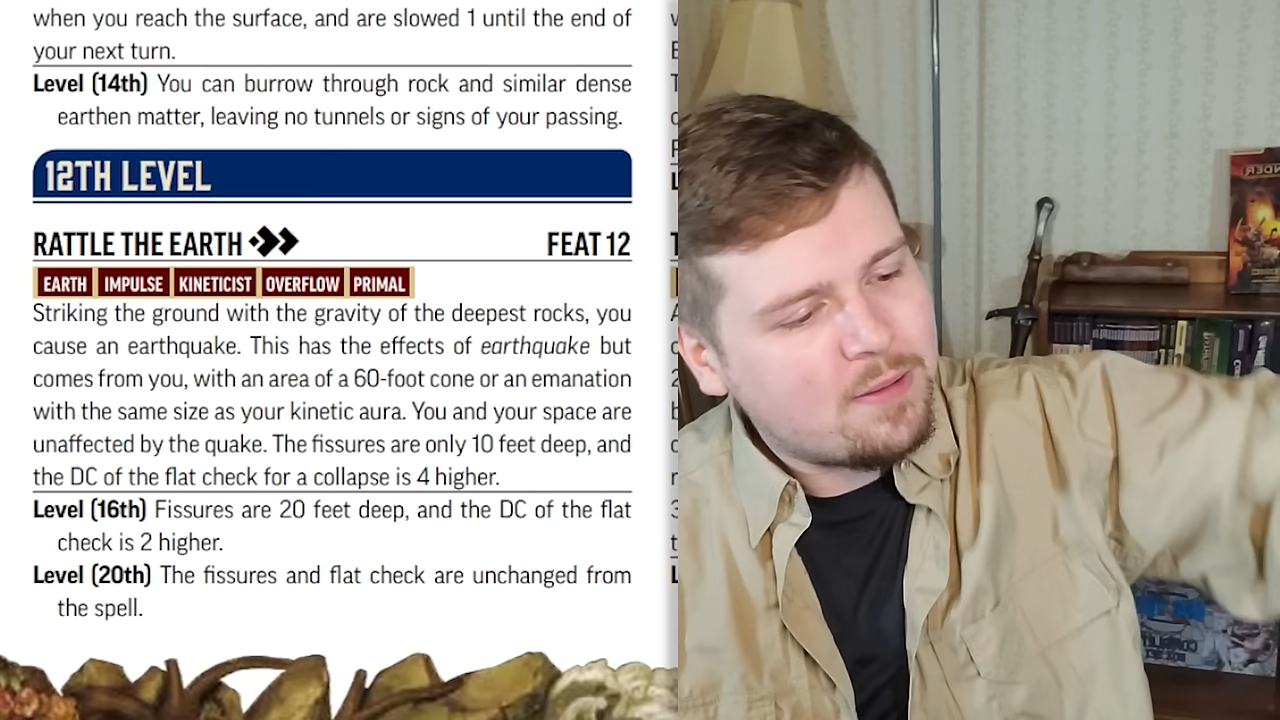 when you reach the surface, and are slowed 1 until the end of
your next turn.
Level (14th) You can burrow through rock and similar dense
earthen matter, leaving no tunnels or signs of your passing.
12TH LEVEL
RATTLE THE EARTH
FEAT 12
EARTH IMPULSE KINETICIST OVERFLOW PRIMAL
Striking the ground with the gravity of the deepest rocks, you
cause an earthquake. This has the effects of earthquake but
comes from you, with an area of a 60-foot cone or an emanation
with the same size as your kinetic aura. You and your space are
unaffected by the quake. The fissures are only 10 feet deep, and
the DC of the flat check for a collapse is 4 higher.
Level (16th) Fissures are 20 feet deep, and the DC of the flat
check is 2 higher.
Level (20th) The fissures and flat check are unchanged from
the spell.